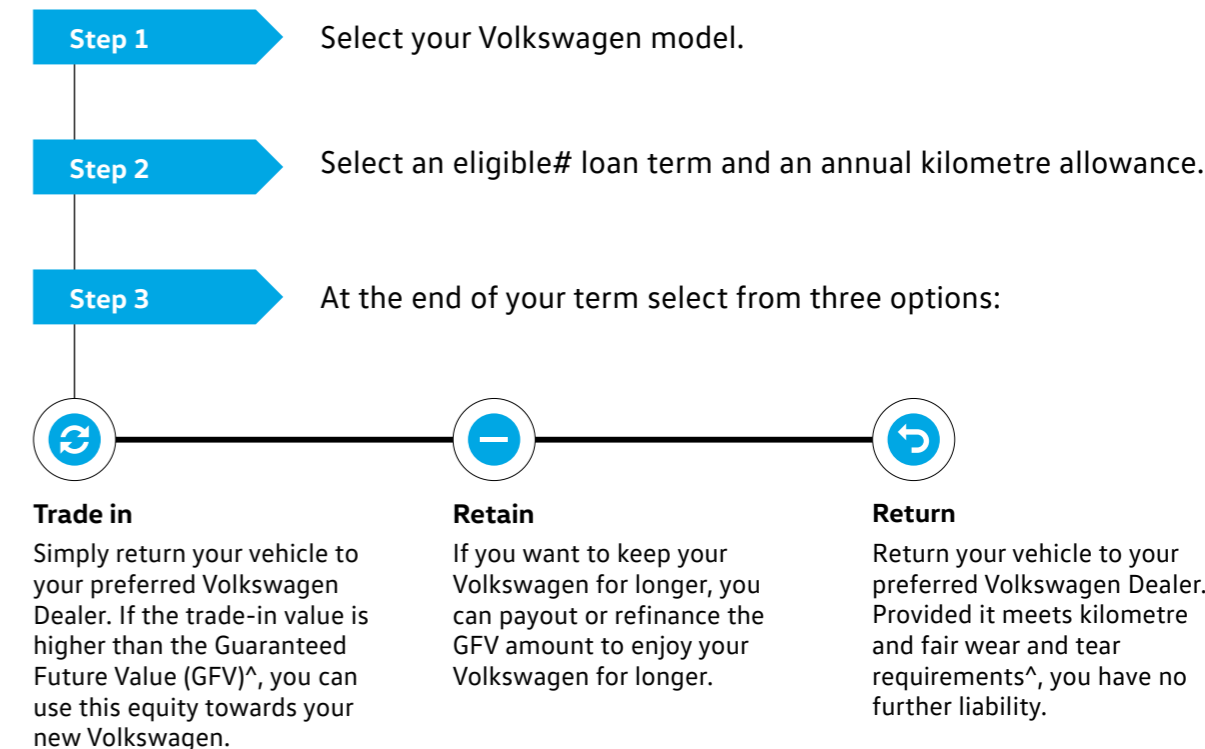 Step 1
Select your Volkswagen model.
Step 2
Select an eligible# loan term and an annual kilometre allowance.
Step 3
At the end of your term select from three options:
Trade in
Simply return your vehicle to
your preferred Volkswagen
Dealer. If the trade-in value is
higher than the Guaranteed
Future Value (GFV)^, you can
use this equity towards your
new Volkswagen.
Retain
If you want to keep your
Volkswagen for longer, you
can payout or refinance the
GFV amount to enjoy your
Volkswagen for longer.
Return
Return your vehicle to your
preferred Volkswagen Dealer.
Provided it meets kilometre
and fair wear and tear
requirements^, you have no
further liability.